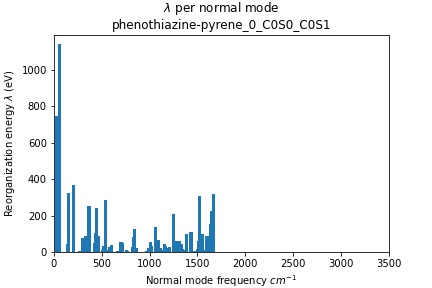 λ per normal mode
phenothiazine-pyrene_0_C0S0_C0S1
Reorganization energy λ (eV)
1000
800
600
400
200
0
0 500 1000 1500 2000 2500 3000 3500
Normal mode frequency cm⁻¹